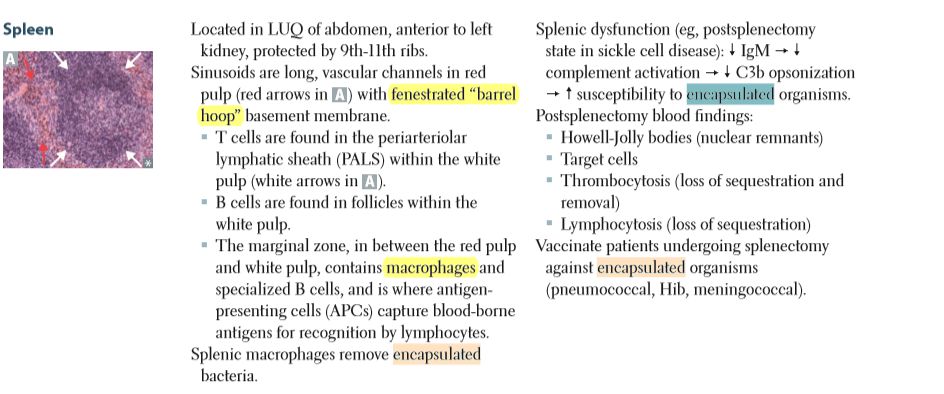 Spleen
A
*
Located in LUQ of abdomen, anterior to left
kidney, protected by 9th-11th ribs.
Sinusoids are long, vascular channels in red
pulp (red arrows in A) with fenestrated “barrel
hoop” basement membrane.
▪ T cells are found in the periarteriolar
lymphatic sheath (PALS) within the white
pulp (white arrows in A).
▪ B cells are found in follicles within the
white pulp.
▪ The marginal zone, in between the red pulp
and white pulp, contains macrophages and
specialized B cells, and is where antigen-
presenting cells (APCs) capture blood-borne
antigens for recognition by lymphocytes.
Splenic macrophages remove encapsulated
bacteria.
Splenic dysfunction (eg, postsplenectomy
state in sickle cell disease): ↓ IgM → ↓
complement activation → ↓ C3b opsonization
→ ↑ susceptibility to encapsulated organisms.
Postsplenectomy blood findings:
▪ Howell-Jolly bodies (nuclear remnants)
▪ Target cells
▪ Thrombocytosis (loss of sequestration and
removal)
▪ Lymphocytosis (loss of sequestration)
Vaccinate patients undergoing splenectomy
against encapsulated organisms
(pneumococcal, Hib, meningococcal).